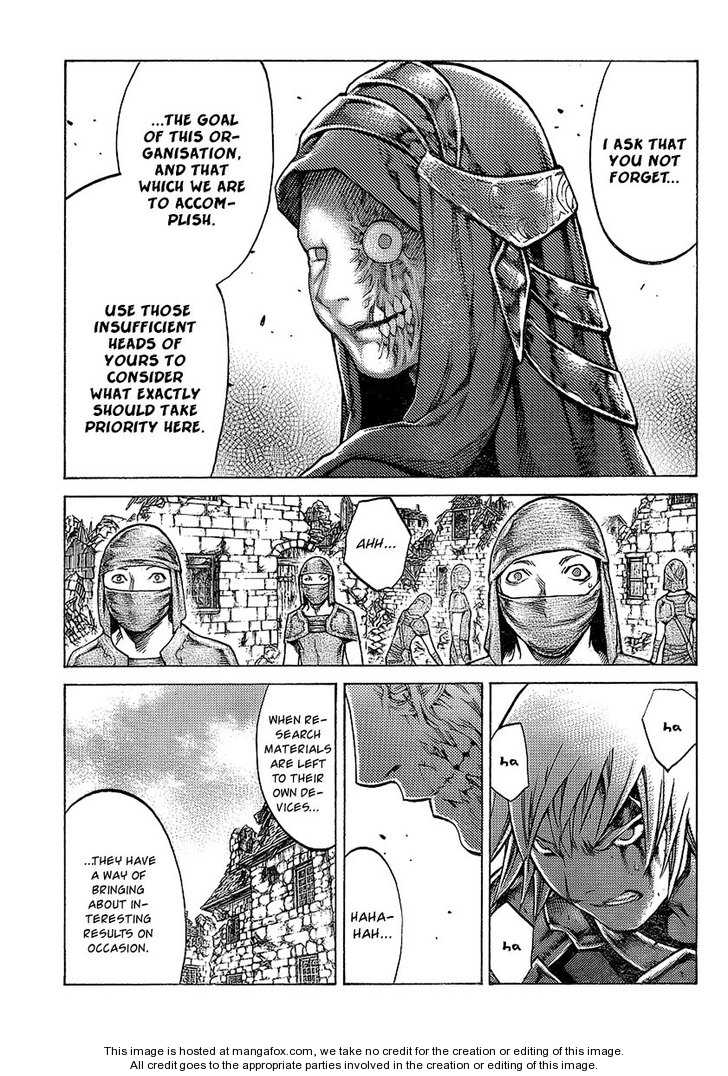 I ASK THAT
YOU NOT
FORGET...
...THE GOAL
OF THIS OR-
GANISATION,
AND THAT
WHICH WE ARE
TO ACCOM-
PLISH.
USE THOSE
INSUFFICIENT
HEADS OF
YOURS TO
CONSIDER
WHAT EXACTLY
SHOULD TAKE
PRIORITY HERE.
AHH...
ha
ha
ha
HAHA-
HAH...
WHEN RE-
SEARCH
MATERIALS
ARE LEFT
TO THEIR
OWN DE-
VICES...
...THEY HAVE
A WAY OF
BRINGING
ABOUT IN-
TERESTING
RESULTS ON
OCCASION.
This image is hosted at mangafox.com, we take no credit for the creation or editing of this image.
All credit goes to the appropriate parties involved in the creation or editing of this image.